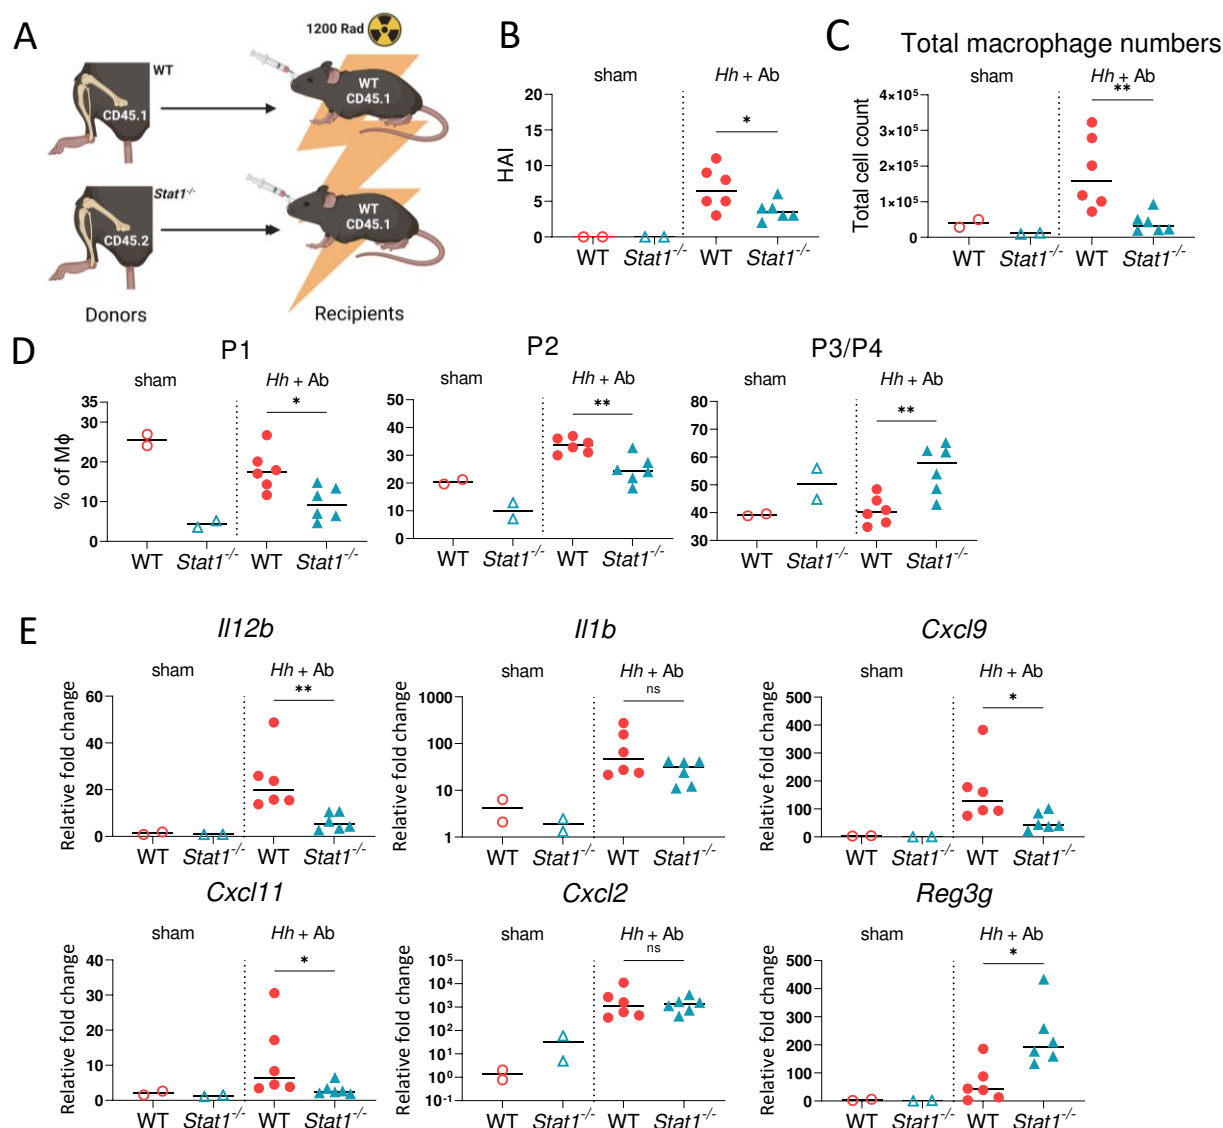 A
1200 Rad
WT
CD45.1
WT
CD45.1
Stat1-/-
CD45.2
WT
CD45.1
Donors
Recipients
B
sham
Hh + Ab
HAI
20
15
10
5
0
*
WT
Stat1-/-
WT
Stat1-/-
C
Total macrophage numbers
sham
Hh + Ab
Total cell count
4×10⁵
3×10⁵
2×10⁵
1×10⁵
0
**
WT
Stat1-/-
WT
Stat1-/-
D
P1
sham
Hh + Ab
% of Mϕ
35
30
20
10
0
*
WT
Stat1-/-
WT
Stat1-/-
P2
sham
Hh + Ab
50
40
30
20
10
0
**
WT
Stat1-/-
WT
Stat1-/-
P3/P4
sham
Hh + Ab
80
70
60
50
40
30
**
WT
Stat1-/-
WT
Stat1-/-
E
Il12b
sham
Hh + Ab
Relative fold change
60
40
20
0
**
WT
Stat1-/-
WT
Stat1-/-
Il1b
sham
Hh + Ab
Relative fold change
1000
100
10
1
ns
WT
Stat1-/-
WT
Stat1-/-
Cxcl9
sham
Hh + Ab
Relative fold change
500
400
300
200
100
0
*
WT
Stat1-/-
WT
Stat1-/-
Cxcl11
sham
Hh + Ab
Relative fold change
40
30
20
10
0
*
WT
Stat1-/-
WT
Stat1-/-
Cxcl2
sham
Hh + Ab
Relative fold change
10⁵
10⁴
10³
10²
10¹
10⁰
10⁻¹
ns
WT
Stat1-/-
WT
Stat1-/-
Reg3g
sham
Hh + Ab
Relative fold change
500
400
300
200
100
0
*
WT
Stat1-/-
WT
Stat1-/-